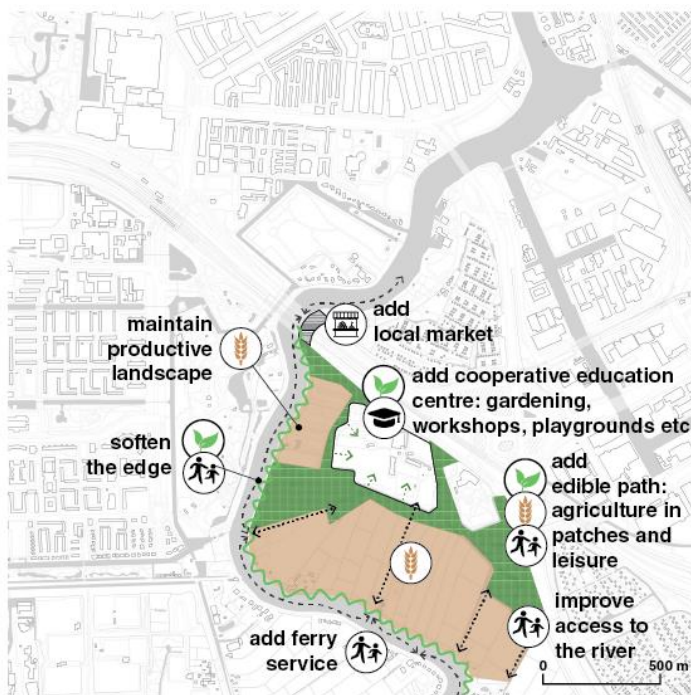 add
local market
maintain
productive
landscape
add cooperative education
centre: gardening,
workshops, playgrounds etc
soften
the edge
add
edible path:
agriculture in
patches and
leisure
improve
access to
the river
add ferry
service
0 500 m